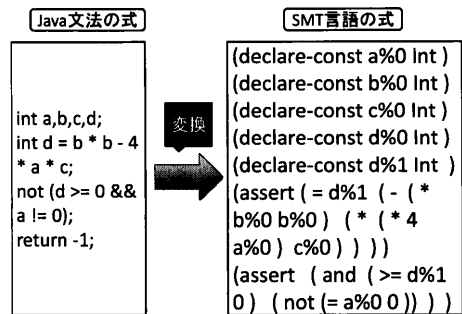 Java文法の式
SMT言語の式
int a,b,c,d;
int d = b * b - 4
* a * c;
not (d >= 0 &&
a != 0);
return -1;
変換
(declare-const a%0 Int )
(declare-const b%0 Int )
(declare-const c%0 Int )
(declare-const d%0 Int )
(declare-const d%1 Int )
(assert ( = d%1 ( - ( *
b%0 b%0 ) ( * ( * 4
a%0 ) c%0 ) ) ) )
(assert ( and ( >= d%1
0 ) ( not (= a%0 0 )) ) )